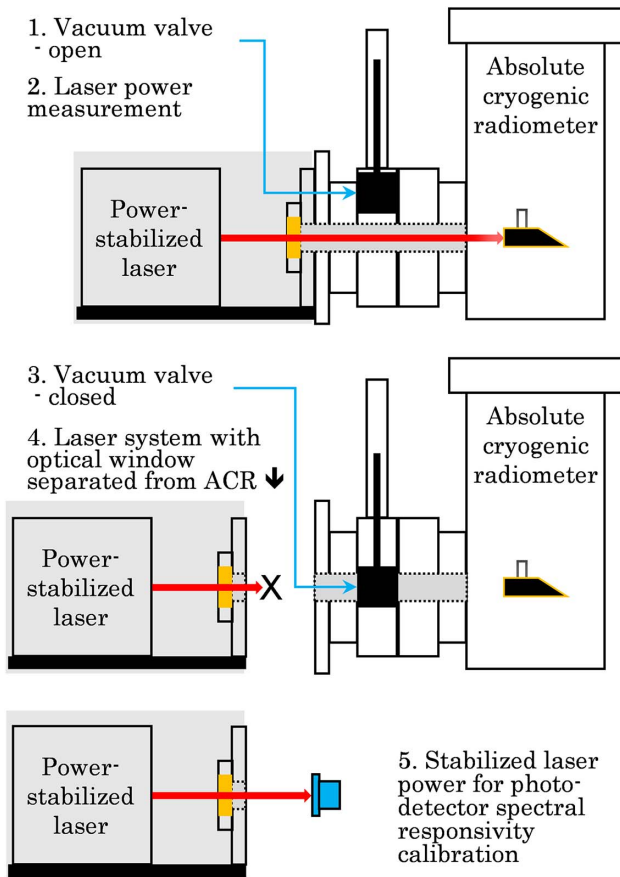 1. Vacuum valve
- open
2. Laser power
measurement
Absolute
cryogenic
radiometer
Power-
stabilized
laser
3. Vacuum valve
- closed
4. Laser system with
optical window
separated from ACR 🡳
Absolute
cryogenic
radiometer
Power-
stabilized
laser
X
Power-
stabilized
laser
5. Stabilized laser
power for photo-
detector spectral
responsivity
calibration